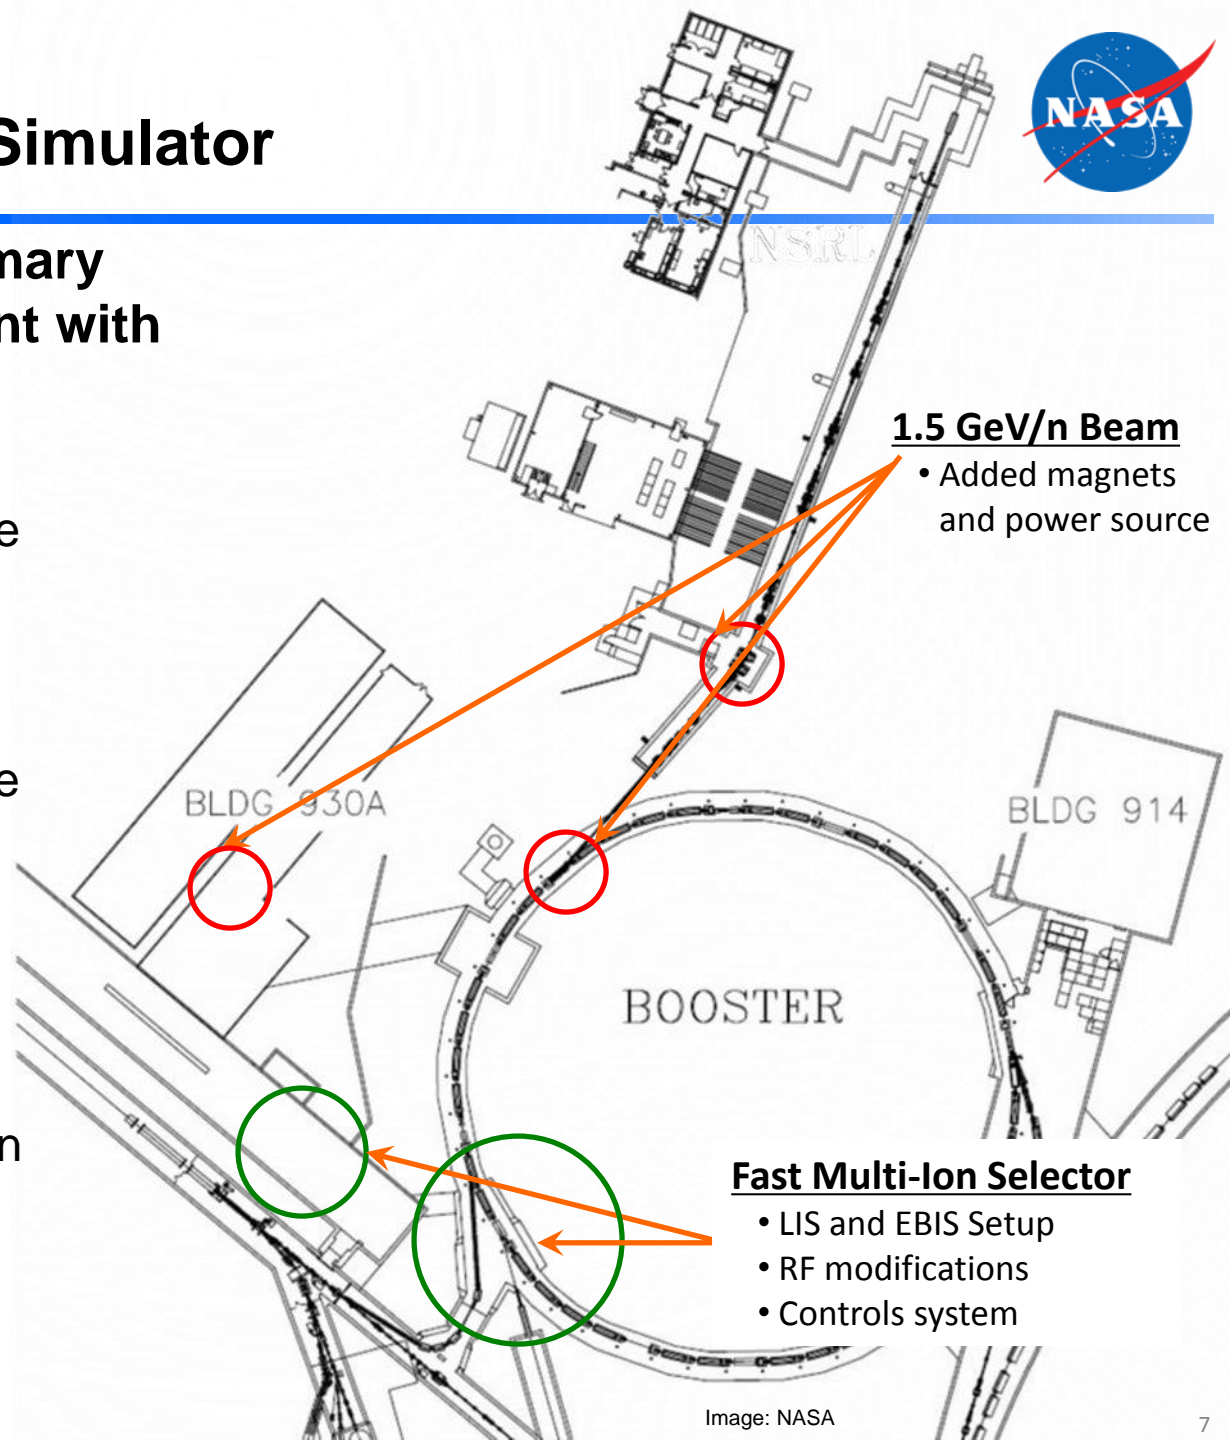 NASA
Simulator
mary
nt with
NSRL
1.5 GeV/n Beam
• Added magnets
and power source
e
e
BLDG 930A
BLDG 914
BOOSTER
n
Fast Multi-Ion Selector
• LIS and EBIS Setup
• RF modifications
• Controls system
Image: NASA
7